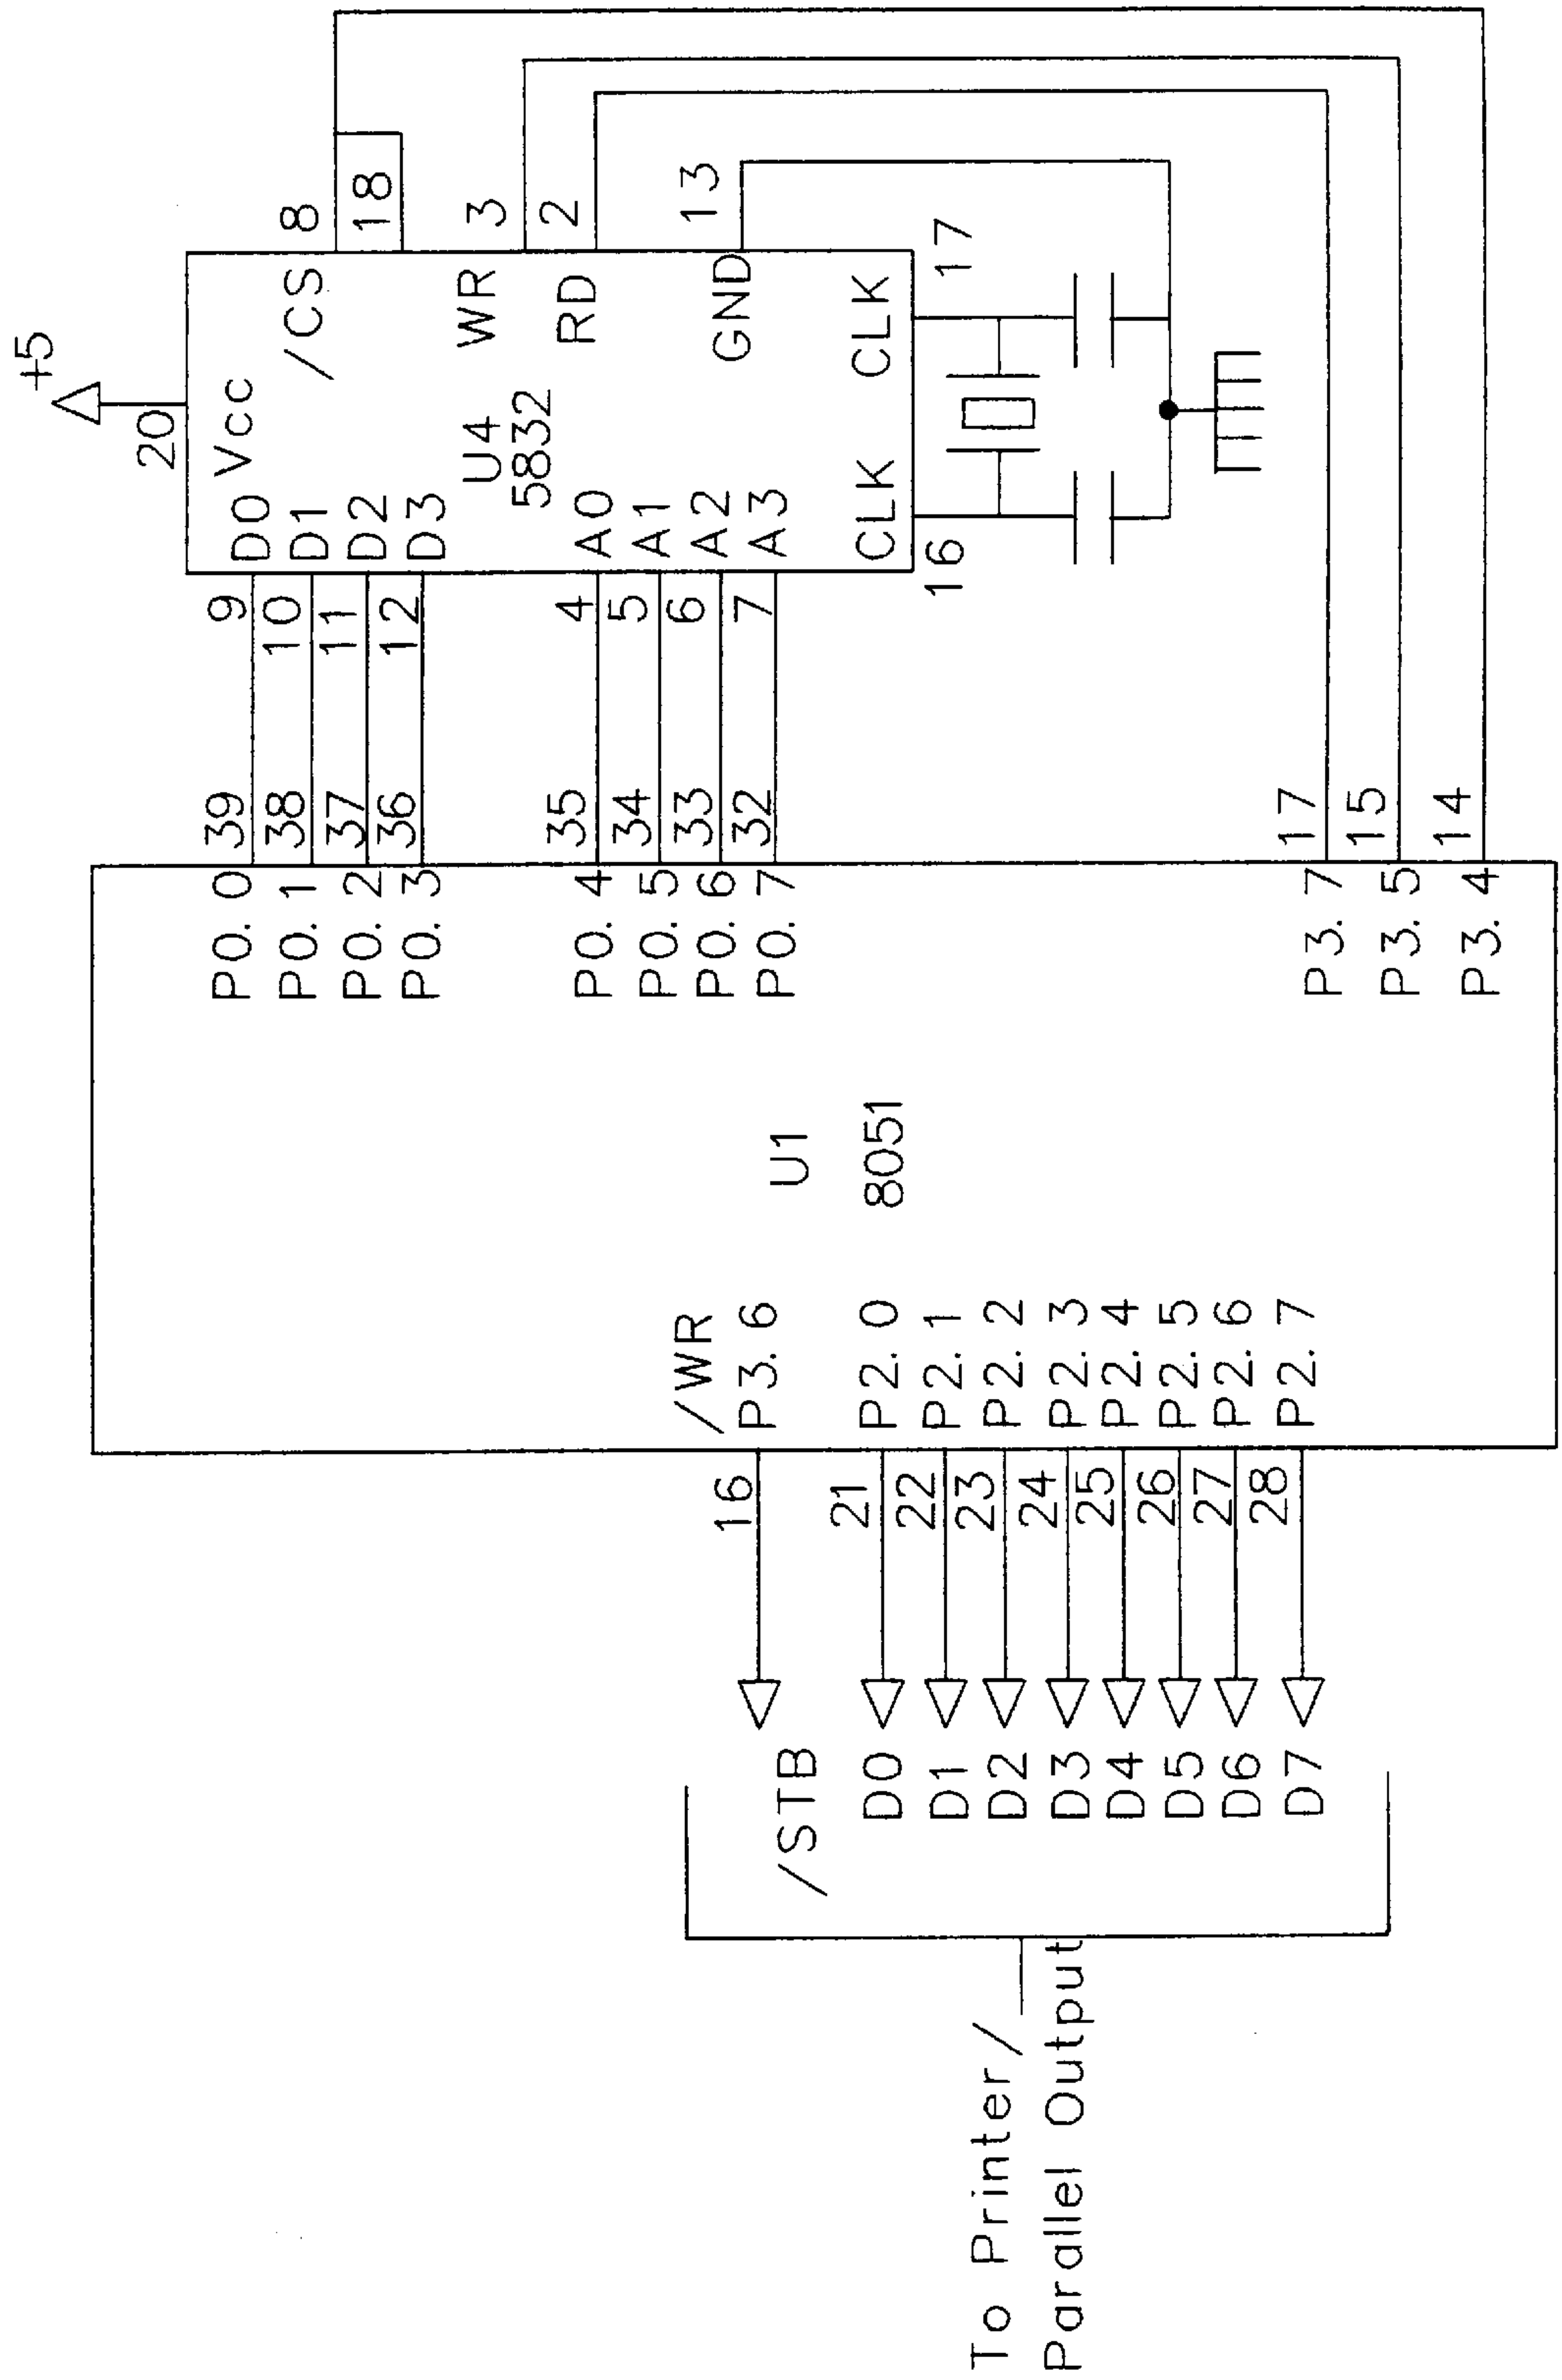 To Printer/
Parallel Output
/STB
D0
D1
D2
D3
D4
D5
D6
D7
16
21
22
23
24
25
26
27
28
/WR
P3.6
P2.0
P2.1
P2.2
P2.3
P2.4
P2.5
P2.6
P2.7
U1
8051
P0.0
P0.1
P0.2
P0.3
P0.4
P0.5
P0.6
P0.7
P3.7
P3.5
P3.4
39
38
37
36
35
34
33
32
17
15
14
9
10
11
12
4
5
6
7
+5
20
Vcc
D0
D1
D2
D3
A0
A1
A2
A3
U4
5832
/CS
WR
RD
GND
CLK
CLK
16
17
8
18
3
2
13